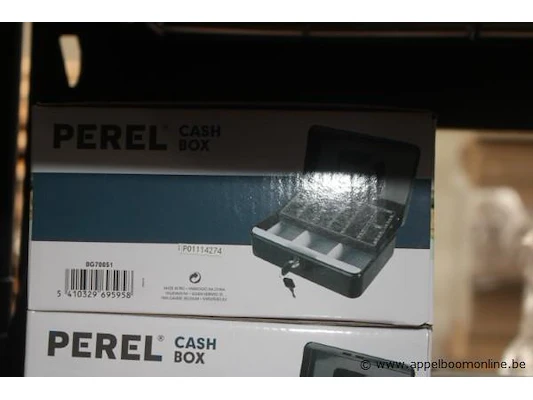 PEREL® CASH
BOX
P01114274
BG70051
5 410329 695958
PEREL® CASH
BOX
© www.appelboomonline.be